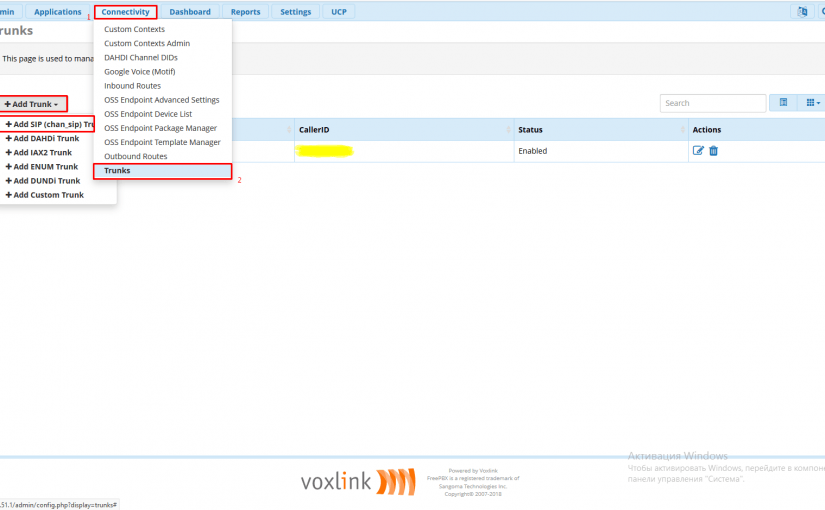 min Applications 1 Connectivity Dashboard Reports Settings UCP
runks
This page is used to mana
Custom Contexts
Custom Contexts Admin
DAHDI Channel DIDs
Google Voice (Motif)
Inbound Routes
OSS Endpoint Advanced Settings
OSS Endpoint Device List
OSS Endpoint Package Manager
OSS Endpoint Template Manager
Outbound Routes
Trunks
2
+ Add Trunk
+ Add SIP (chan_sip) Tru
+ Add DAHDi Trunk
+ Add IAX2 Trunk
+ Add ENUM Trunk
+ Add DUNDi Trunk
+ Add Custom Trunk
Search
CallerID Status Actions
Enabled
voxlink
Powered by Voxlink
FreePBX is a registered trademark of
Sangoma Technologies Inc.
Copyright© 2007-2018
Активация Windows
Чтобы активировать Windows, перейдите в компоне
панели управления "Система".
.51.1/admin/config.php?display=trunks#